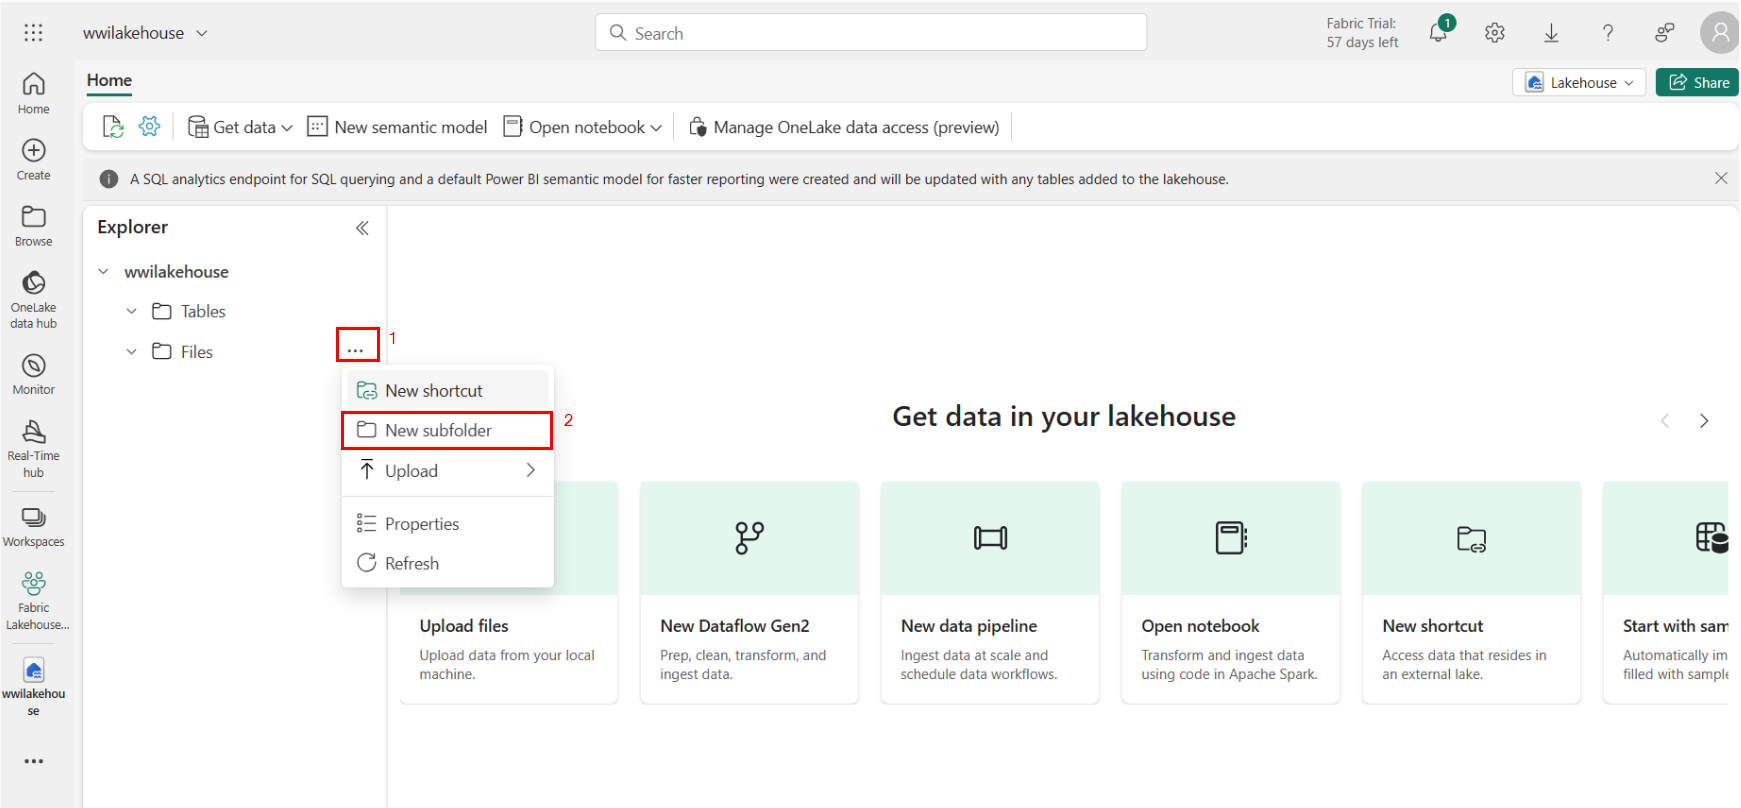 wwilakehouse
Search
Fabric Trial:
57 days left
1
Home
Lakehouse
Share
Get data
New semantic model
Open notebook
Manage OneLake data access (preview)
A SQL analytics endpoint for SQL querying and a default Power BI semantic model for faster reporting were created and will be updated with any tables added to the lakehouse.
Home
Create
Browse
OneLake
data hub
Monitor
Real-Time
hub
Workspaces
Fabric
Lakehouse...
wwilakehou
se
Explorer
wwilakehouse
Tables
Files
1
New shortcut
New subfolder
2
Upload
Properties
Refresh
Get data in your lakehouse
Upload files
Upload data from your local
machine.
New Dataflow Gen2
Prep, clean, transform, and
ingest data.
New data pipeline
Ingest data at scale and
schedule data workflows.
Open notebook
Transform and ingest data
using code in Apache Spark.
New shortcut
Access data that resides in
an external lake.
Start with sam
Automatically im
filled with sample